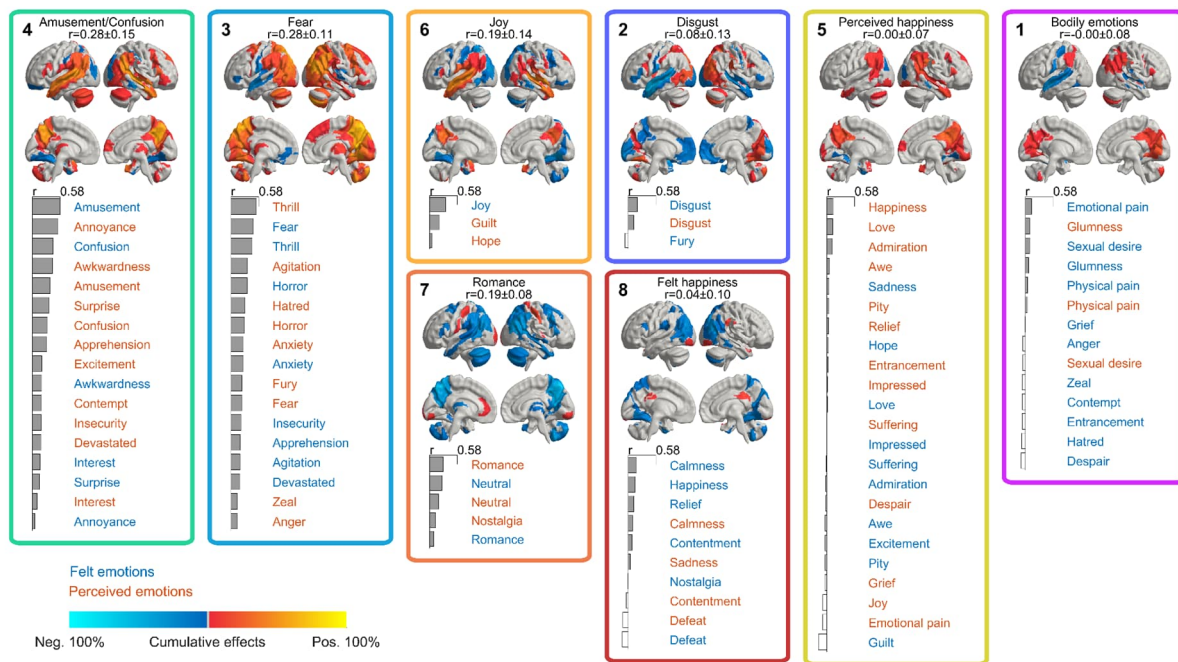 4 Amusement/Confusion
r=0.28±0.15
r 0.58
Amusement
Annoyance
Confusion
Awkwardness
Amusement
Surprise
Confusion
Apprehension
Excitement
Awkwardness
Contempt
Insecurity
Devastated
Interest
Surprise
Interest
Annoyance
3 Fear
r=0.28±0.11
r 0.58
Thrill
Fear
Thrill
Agitation
Horror
Hatred
Horror
Anxiety
Anxiety
Fury
Fear
Insecurity
Apprehension
Agitation
Devastated
Zeal
Anger
6 Joy
r=0.19±0.14
r 0.58
Joy
Guilt
Hope
7 Romance
r=0.19±0.08
r 0.58
Romance
Neutral
Neutral
Nostalgia
Romance
2 Disgust
r=0.08±0.13
r 0.58
Disgust
Disgust
Fury
8 Felt happiness
r=0.04±0.10
r 0.58
Calmness
Happiness
Relief
Calmness
Contentment
Sadness
Nostalgia
Contentment
Defeat
Defeat
5 Perceived happiness
r=0.00±0.07
r 0.58
Happiness
Love
Admiration
Awe
Sadness
Pity
Relief
Hope
Entrancement
Impressed
Love
Suffering
Impressed
Suffering
Admiration
Despair
Awe
Excitement
Pity
Grief
Joy
Emotional pain
Guilt
1 Bodily emotions
r=-0.00±0.08
r 0.58
Emotional pain
Glumness
Sexual desire
Glumness
Physical pain
Physical pain
Grief
Anger
Sexual desire
Zeal
Contempt
Entrancement
Hatred
Despair
Felt emotions
Perceived emotions
Neg. 100% Cumulative effects Pos. 100%